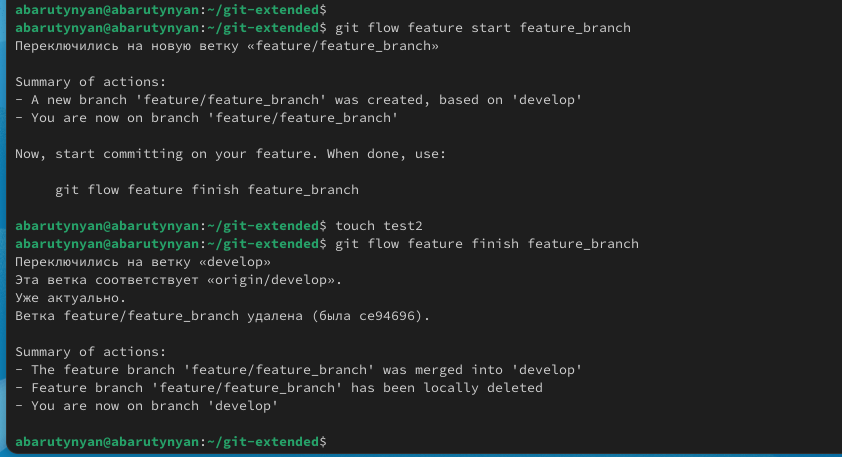 abarutynyan@abarutynyan:~/git-extended$
abarutynyan@abarutynyan:~/git-extended$ git flow feature start feature_branch
Переключились на новую ветку «feature/feature_branch»
Summary of actions:
- A new branch 'feature/feature_branch' was created, based on 'develop'
- You are now on branch 'feature/feature_branch'
Now, start committing on your feature. When done, use:
git flow feature finish feature_branch
abarutynyan@abarutynyan:~/git-extended$ touch test2
abarutynyan@abarutynyan:~/git-extended$ git flow feature finish feature_branch
Переключились на ветку «develop»
Эта ветка соответствует «origin/develop».
Уже актуально.
Ветка feature/feature_branch удалена (была ce94696).
Summary of actions:
- The feature branch 'feature/feature_branch' was merged into 'develop'
- Feature branch 'feature/feature_branch' has been locally deleted
- You are now on branch 'develop'
abarutynyan@abarutynyan:~/git-extended$